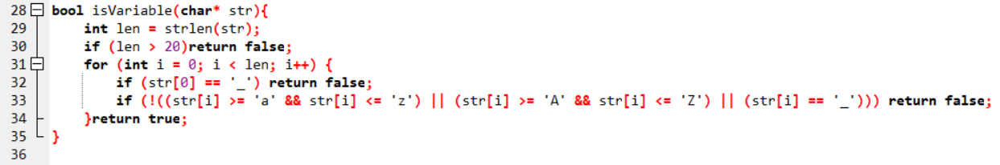 28 bool isVariable(char* str){
29 int len = strlen(str);
30 if (len > 20)return false;
31 for (int i = 0; i < len; i++) {
32 if (str[0] == '_') return false;
33 if (!((str[i] >= 'a' && str[i] <= 'z') || (str[i] >= 'A' && str[i] <= 'Z') || (str[i] == '_'))) return false;
34 }return true;
35 }
36